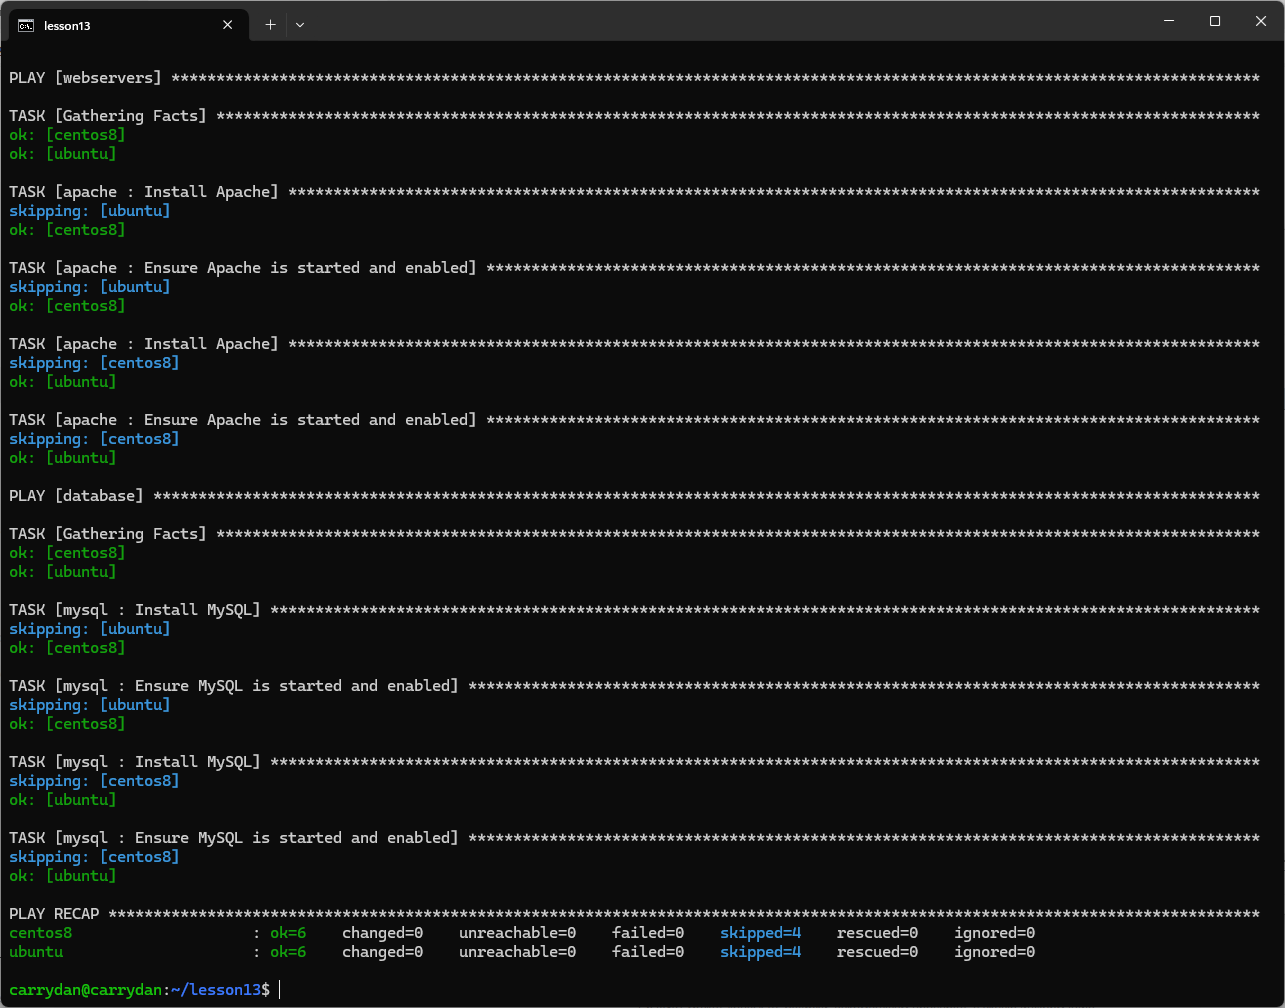 lesson13
PLAY [webservers] *************************************************************************************************************************
TASK [Gathering Facts] ********************************************************************************************************************
ok: [centos8]
ok: [ubuntu]
TASK [apache : Install Apache] ************************************************************************************************************
skipping: [ubuntu]
ok: [centos8]
TASK [apache : Ensure Apache is started and enabled] **************************************************************************************
skipping: [ubuntu]
ok: [centos8]
TASK [apache : Install Apache] ************************************************************************************************************
skipping: [centos8]
ok: [ubuntu]
TASK [apache : Ensure Apache is started and enabled] **************************************************************************************
skipping: [centos8]
ok: [ubuntu]
PLAY [database] ***************************************************************************************************************************
TASK [Gathering Facts] ********************************************************************************************************************
ok: [centos8]
ok: [ubuntu]
TASK [mysql : Install MySQL] **************************************************************************************************************
skipping: [ubuntu]
ok: [centos8]
TASK [mysql : Ensure MySQL is started and enabled] ****************************************************************************************
skipping: [ubuntu]
ok: [centos8]
TASK [mysql : Install MySQL] **************************************************************************************************************
skipping: [centos8]
ok: [ubuntu]
TASK [mysql : Ensure MySQL is started and enabled] ****************************************************************************************
skipping: [centos8]
ok: [ubuntu]
PLAY RECAP ********************************************************************************************************************************
centos8                    : ok=6    changed=0    unreachable=0    failed=0    skipped=4    rescued=0    ignored=0
ubuntu                     : ok=6    changed=0    unreachable=0    failed=0    skipped=4    rescued=0    ignored=0
carrydan@carrydan:~/lesson13$